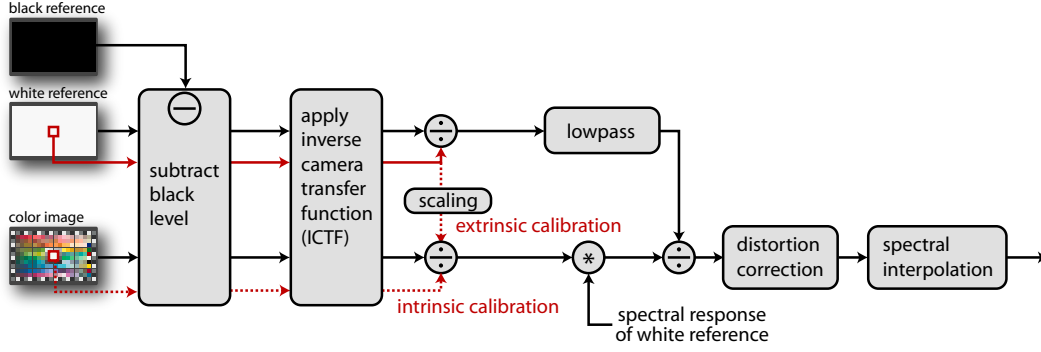 black reference
white reference
color image
subtract
black
level
apply
inverse
camera
transfer
function
(ICTF)
scaling
extrinsic calibration
intrinsic calibration
lowpass
*
spectral response
of white reference
distortion
correction
spectral
interpolation